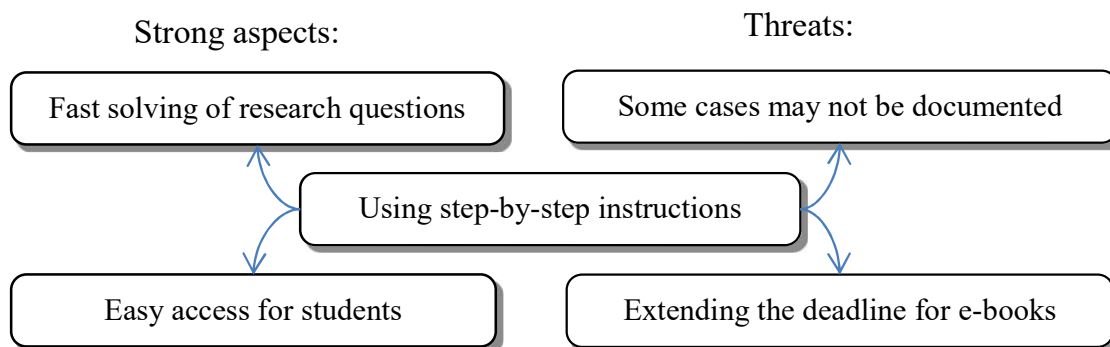 Strong aspects:
Threats:
Fast solving of research questions
Some cases may not be documented
Using step-by-step instructions
Easy access for students
Extending the deadline for e-books